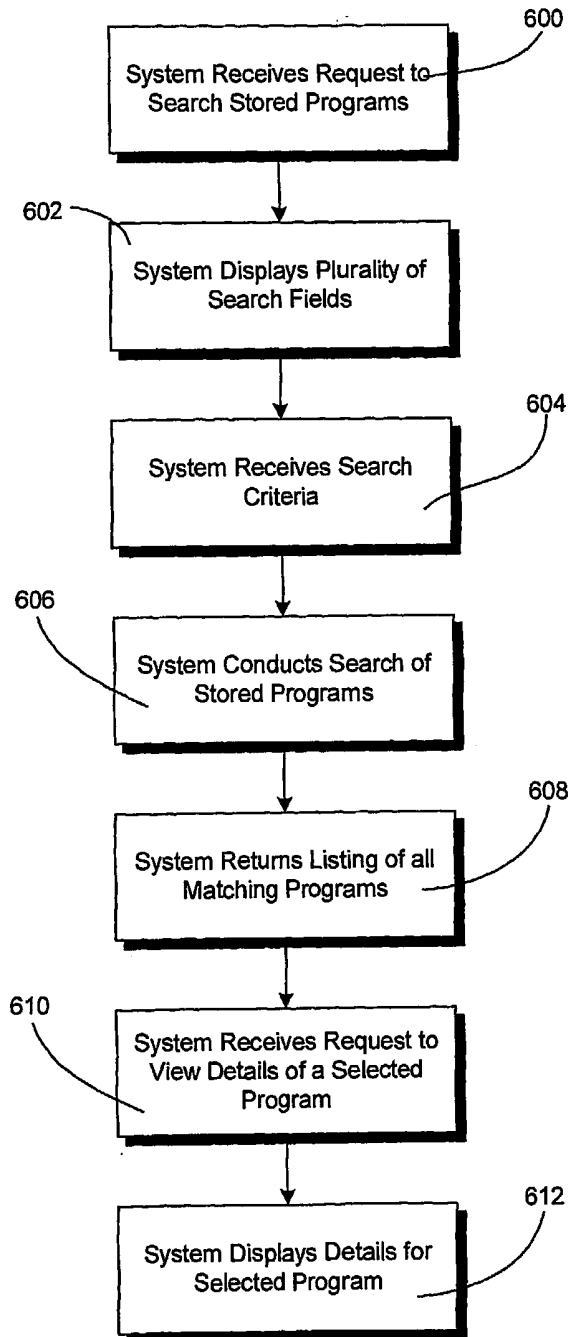 600
System Receives Request to
Search Stored Programs
602
System Displays Plurality of
Search Fields
604
System Receives Search
Criteria
606
System Conducts Search of
Stored Programs
608
System Returns Listing of all
Matching Programs
610
System Receives Request to
View Details of a Selected
Program
612
System Displays Details for
Selected Program